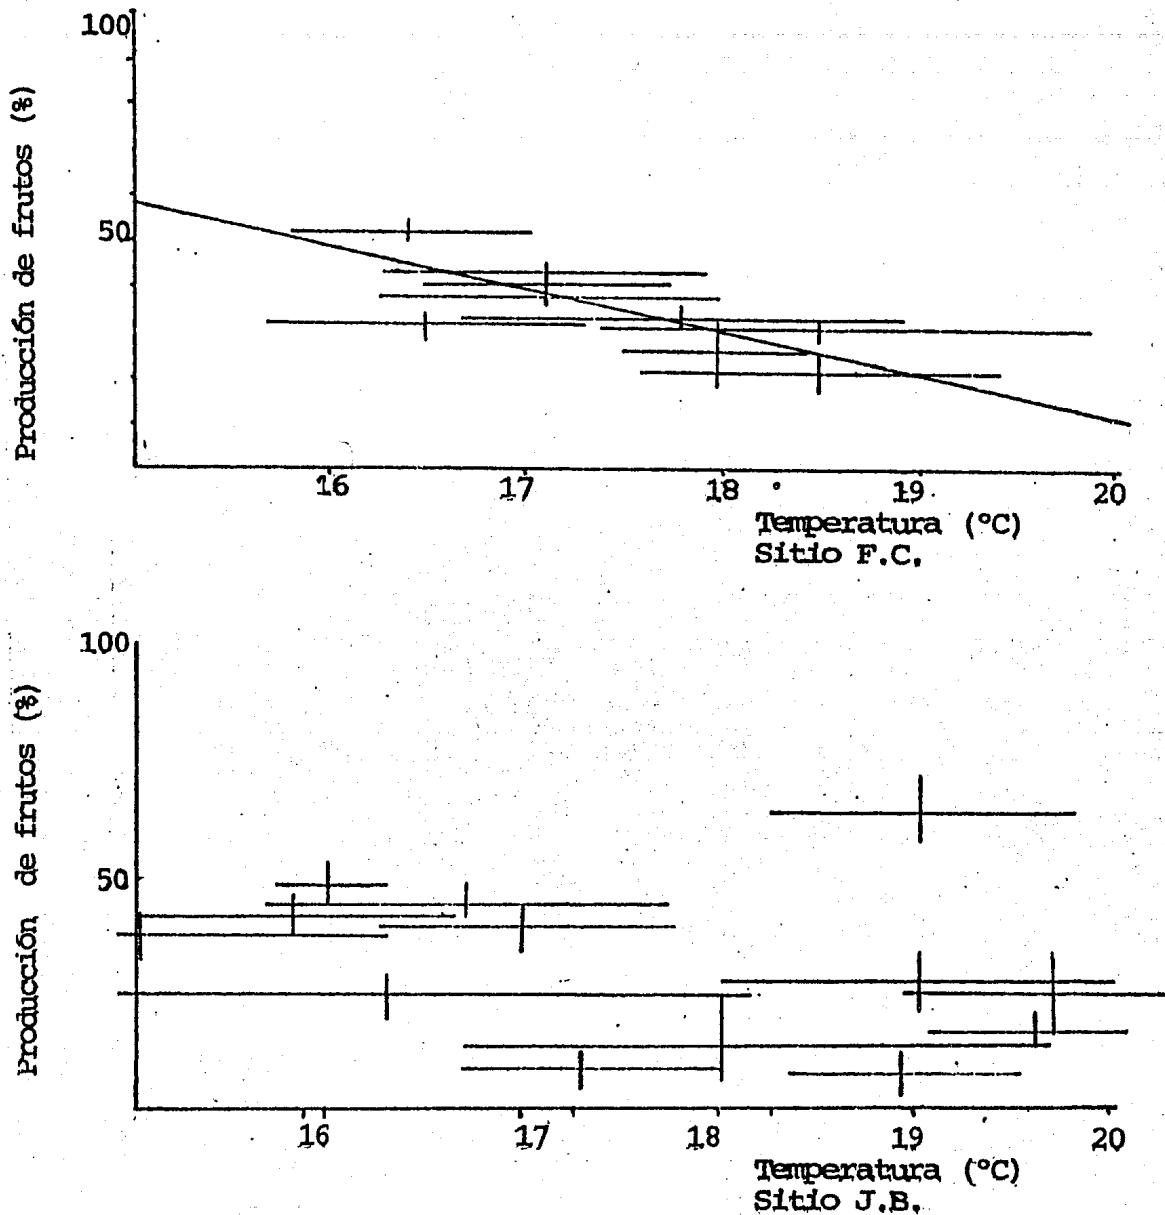 100
50
Producción de frutos (%)
16 17 18 19 20
Temperatura (°C)
Sitio F.C.
100
50
Producción de frutos (%)
16 17 18 19 20
Temperatura (°C)
Sitio J.B.